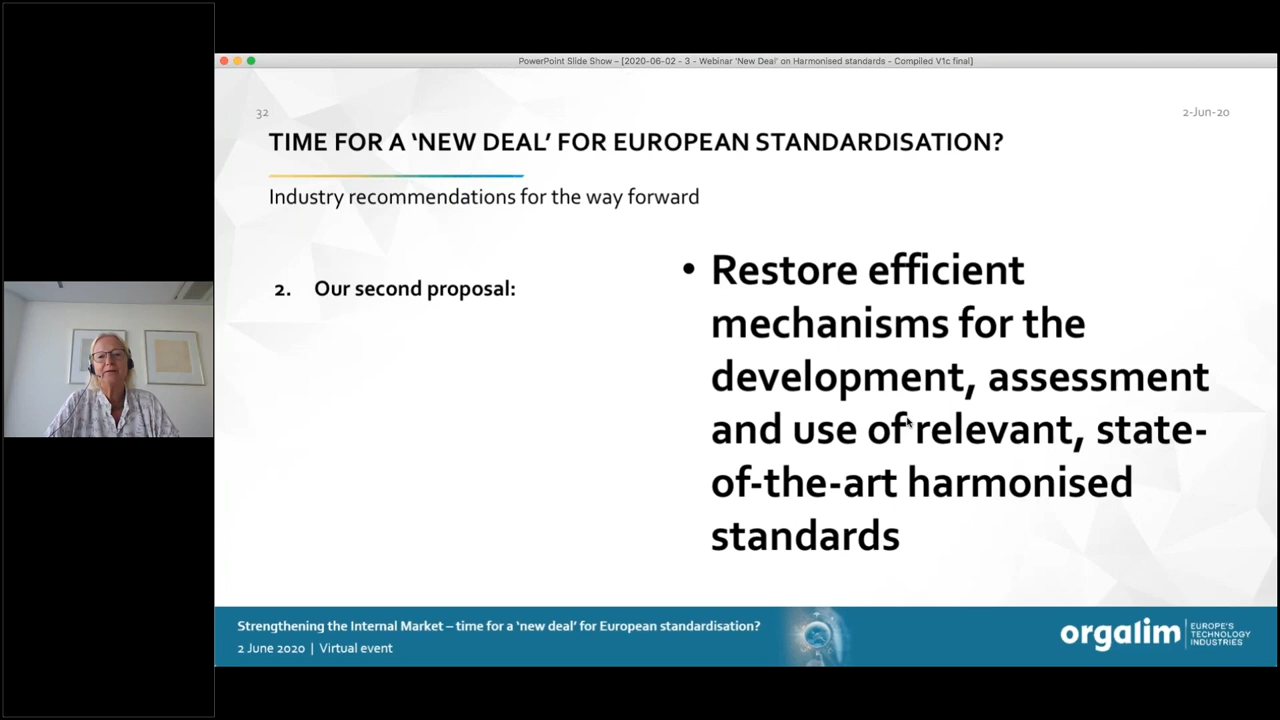 PowerPoint Slide Show – [2020-06-02 - 3 - Webinar 'New Deal' on Harmonised standards - Compiled V1c final]
32
2-Jun-20
TIME FOR A ‘NEW DEAL’ FOR EUROPEAN STANDARDISATION?
Industry recommendations for the way forward
2. Our second proposal:
• Restore efficient
mechanisms for the
development, assessment
and use of relevant, state-
of-the-art harmonised
standards
Strengthening the Internal Market – time for a ‘new deal’ for European standardisation?
2 June 2020 | Virtual event
orgalim
EUROPE'S
TECHNOLOGY
INDUSTRIES